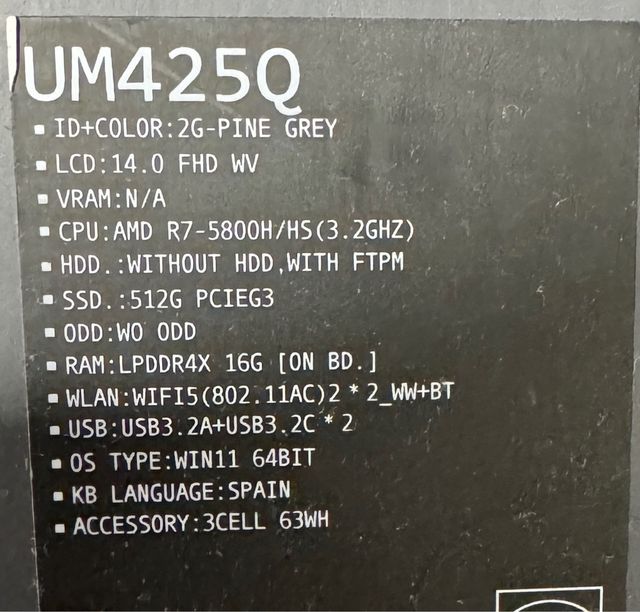 UM425Q
▪ ID+COLOR:2G-PINE GREY
▪ LCD:14.0 FHD WV
▪ VRAM:N/A
▪ CPU:AMD R7-5800H/HS(3.2GHZ)
▪ HDD.:WITHOUT HDD,WITH FTPM
▪ SSD.:512G PCIEG3
▪ ODD:WO ODD
▪ RAM:LPDDR4X 16G [ON BD.]
▪ WLAN:WIFI5(802.11AC)2*2_WW+BT
▪ USB:USB3.2A+USB3.2C*2
▪ OS TYPE:WIN11 64BIT
▪ KB LANGUAGE:SPAIN
▪ ACCESSORY:3CELL 63WH